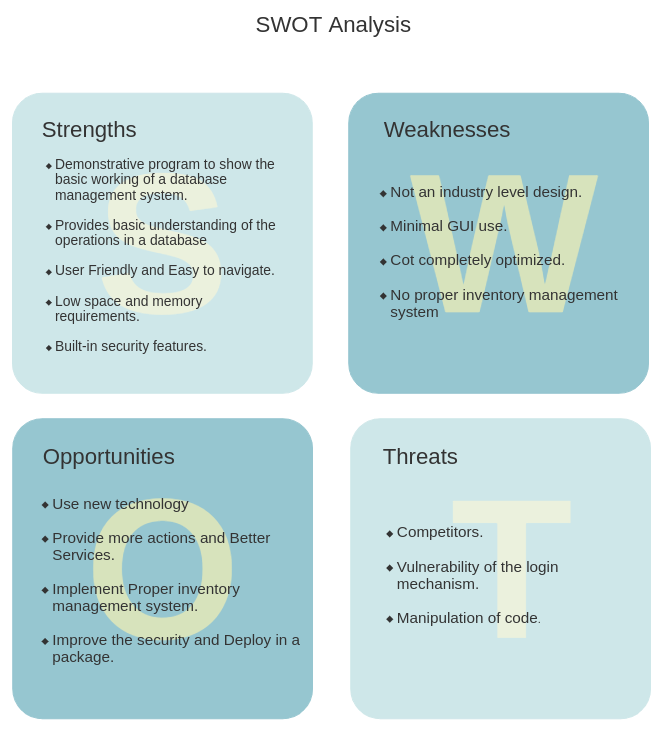 SWOT Analysis
Strengths
S
⬥ Demonstrative program to show the
basic working of a database
management system.
⬥ Provides basic understanding of the
operations in a database
⬥ User Friendly and Easy to navigate.
⬥ Low space and memory
requirements.
⬥ Built-in security features.
Weaknesses
W
⬥ Not an industry level design.
⬥ Minimal GUI use.
⬥ Cot completely optimized.
⬥ No proper inventory management
system
Opportunities
O
⬥ Use new technology
⬥ Provide more actions and Better
Services.
⬥ Implement Proper inventory
management system.
⬥ Improve the security and Deploy in a
package.
Threats
T
⬥ Competitors.
⬥ Vulnerability of the login
mechanism.
⬥ Manipulation of code.